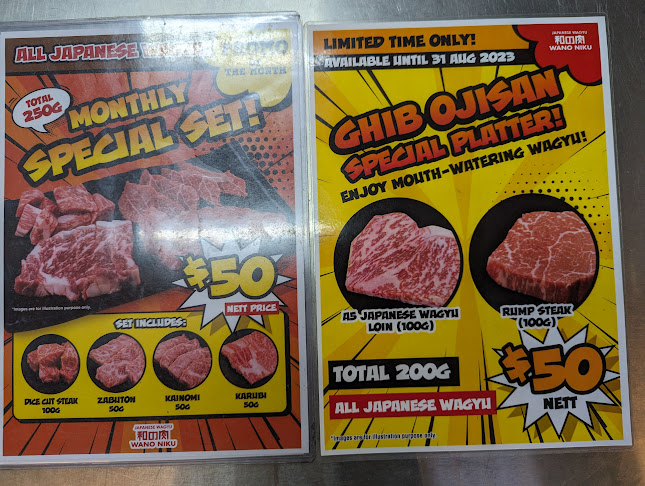 ALL JAPANESE
THE MONTH
TOTAL
250G
MONTHLY
SPECIAL SET!
$50
NETT PRICE
*Images are for illustration purpose only.
SET INCLUDES:
DICE CUT STEAK
100G
ZABUTON
50G
KAINOMI
50G
KARUBI
50G
JAPANESE WAGYU
和の肉
WANO NIKU
LIMITED TIME ONLY!
AVAILABLE UNTIL 31 AUG 2023
JAPANESE WAGYU
和の肉
WANO NIKU
GHIB OJISAN
SPECIAL PLATTER!
ENJOY MOUTH-WATERING WAGYU!
A5 JAPANESE WAGYU
LOIN (100G)
RUMP STEAK
(100G)
TOTAL 200G
ALL JAPANESE WAGYU
$50
NETT
*Images are for illustration purpose only.